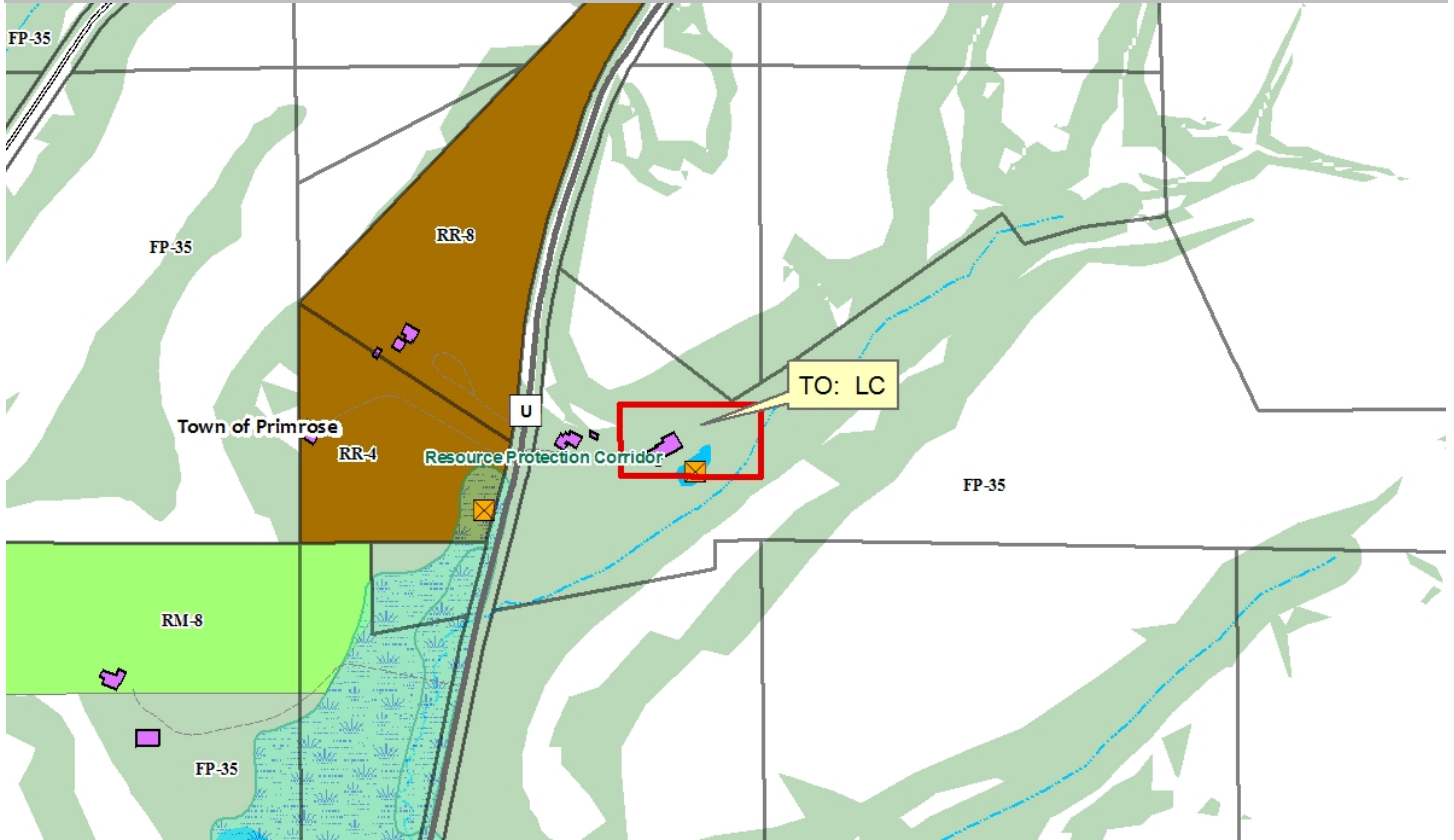 FP-35
RR-8
FP-35
TO: LC
U
Town of Primrose
RR-4
Resource Protection Corridor
FP-35
RM-8
FP-35